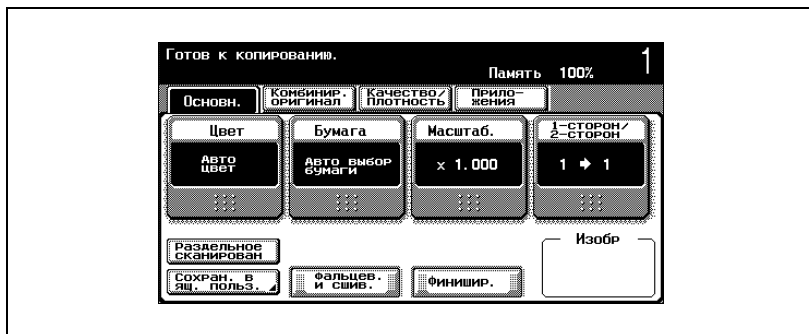 Готов к копированию.
1
Память 100%
Основн.
Комбинир.
оригинал
Качество/
Плотность
Прило-
жения
Цвет
Бумага
Масштаб.
1-сторон/
2-сторон
Авто
цвет
Авто выбор
бумаги
x 1.000
1 ➔ 1
Раздельное
сканирован
Изобр
Сохран. в
ящ. польз.
Фальцев.
и сшив.
Финишир.